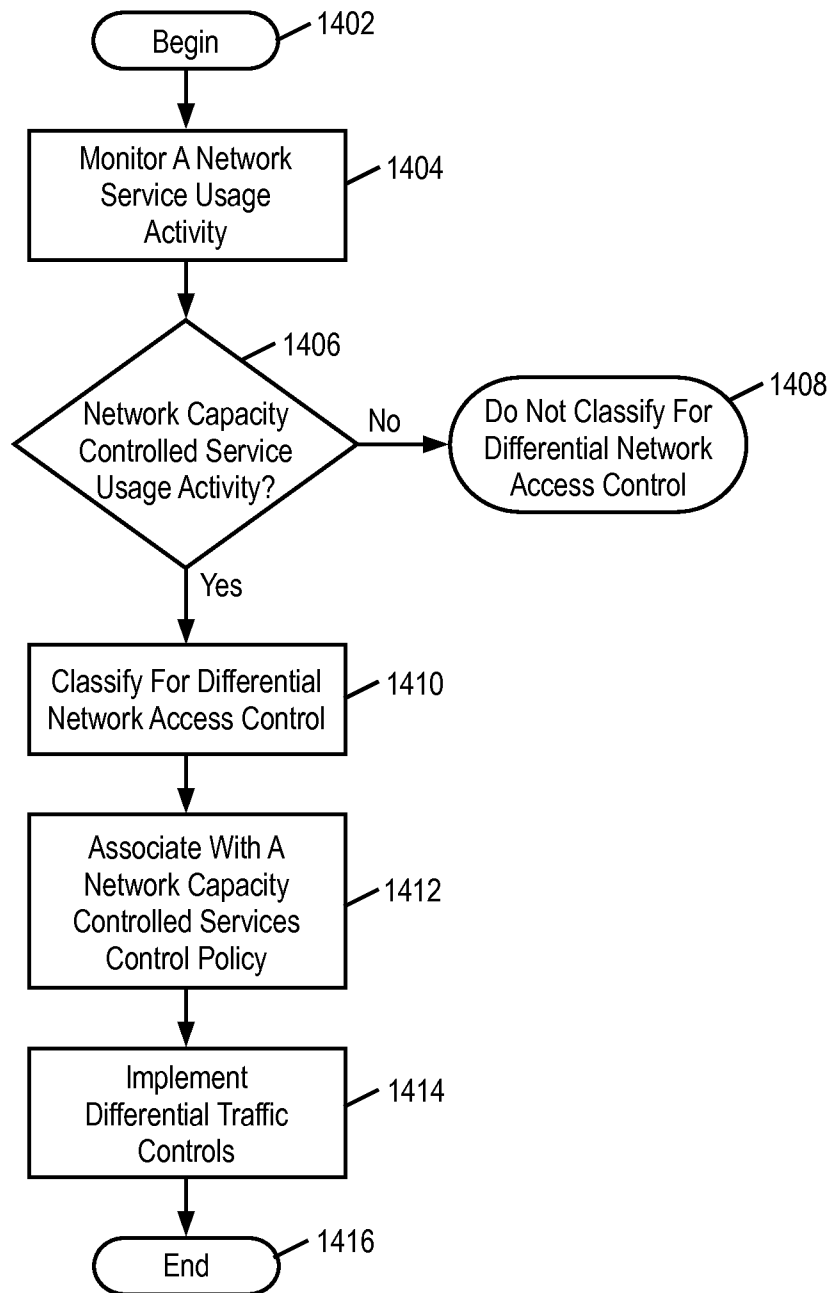 Begin
1402
Monitor A Network
Service Usage
Activity
1404
1406
Network Capacity
Controlled Service
Usage Activity?
No
Do Not Classify For
Differential Network
Access Control
1408
Yes
Classify For Differential
Network Access Control
1410
Associate With A
Network Capacity
Controlled Services
Control Policy
1412
Implement
Differential Traffic
Controls
1414
End
1416